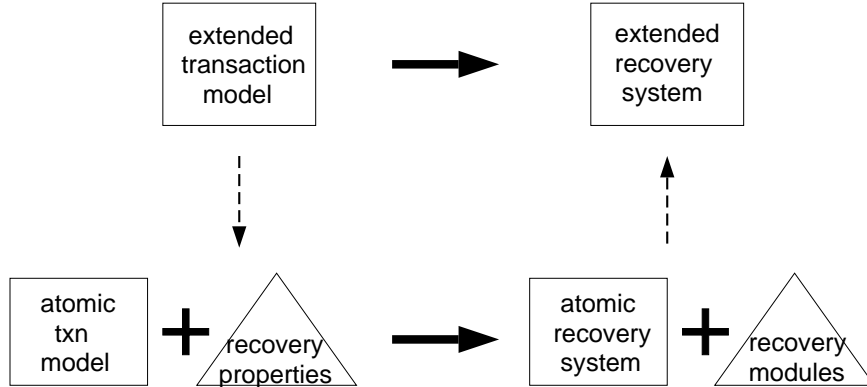 extended
transaction
model
extended
recovery
system
atomic
txn
model
recovery
properties
atomic
recovery
system
recovery
modules